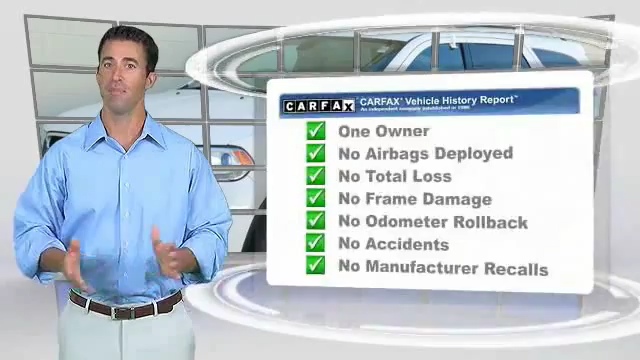 CARFAX CARFAX® Vehicle History Report™
An independent company established in 1986
One Owner
No Airbags Deployed
No Total Loss
No Frame Damage
No Odometer Rollback
No Accidents
No Manufacturer Recalls